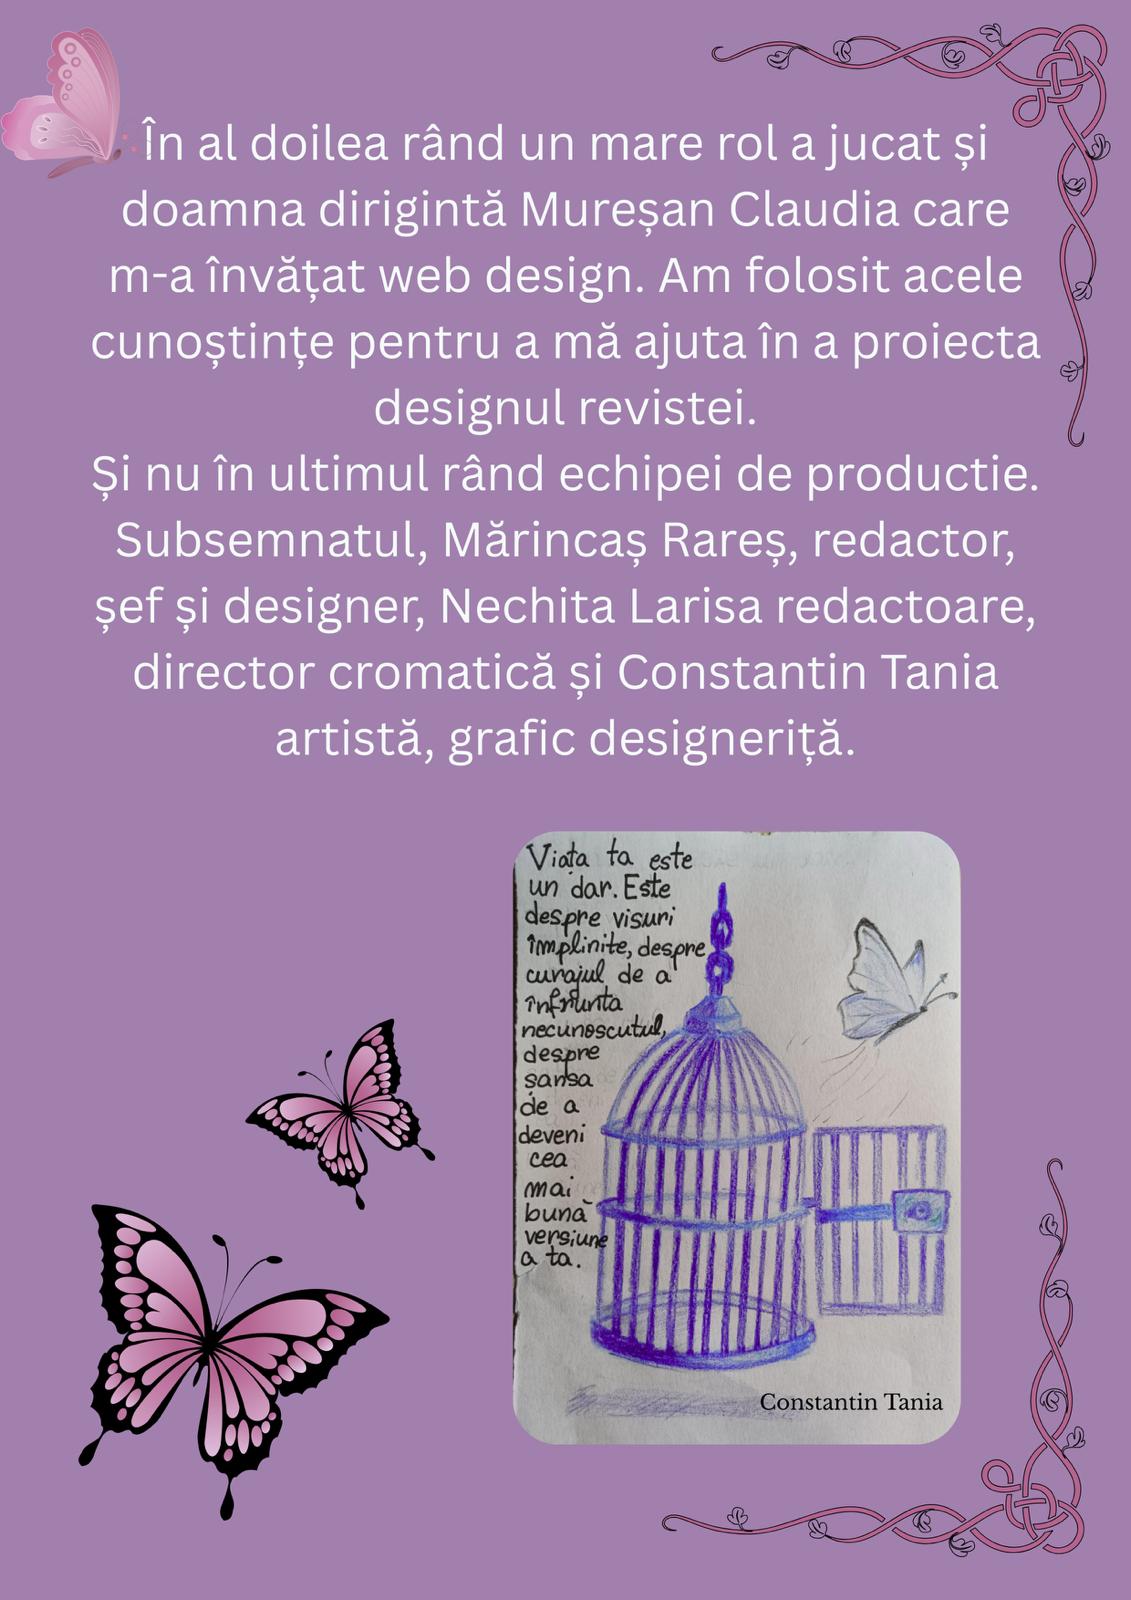 În al doilea rând un mare rol a jucat și
doamna dirigintă Mureșan Claudia care
m-a învățat web design. Am folosit acele
cunoștințe pentru a mă ajuta în a proiecta
designul revistei.
Și nu în ultimul rând echipei de productie.
Subsemnatul, Mărincaș Rareș, redactor,
șef și designer, Nechita Larisa redactoare,
director cromatică și Constantin Tania
artistă, grafic designeriță.
Viața ta este
un dar. Este
despre visuri
împlinite, despre
curajul de a
înfrunta
necunoscutul,
despre
șansa
de a
deveni
cea
mai
bună
versiune
a ta.
Constantin Tania